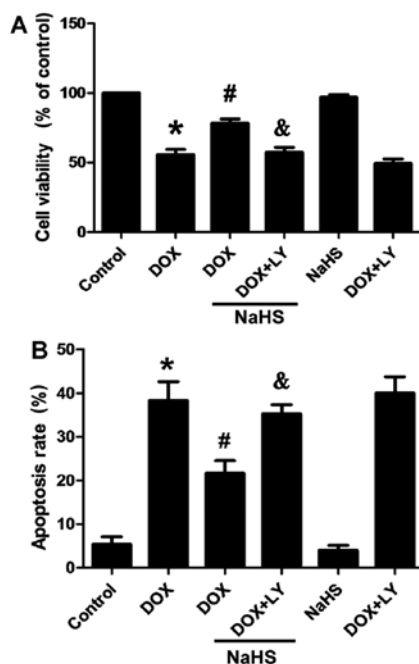 A
Cell viability (% of control)
150
100
50
0
*
#
&
Control
DOX
DOX
DOX+LY
NaHS
DOX+LY
NaHS
B
Apoptosis rate (%)
50
40
30
20
10
0
*
#
&
Control
DOX
DOX
DOX+LY
NaHS
DOX+LY
NaHS